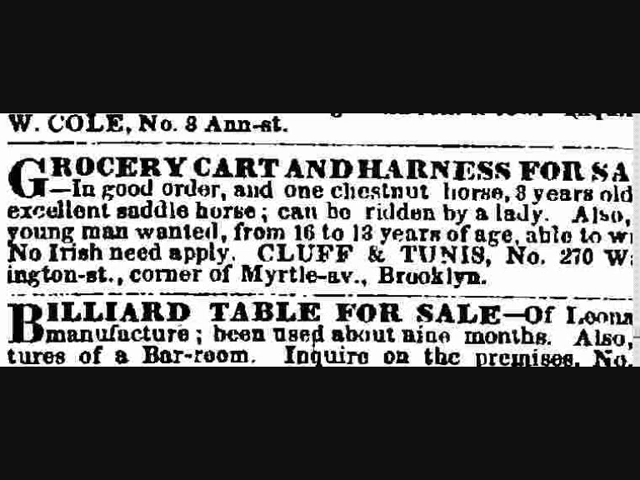 W. COLE, No. 8 Ann-st.
GROCERY CART AND HARNESS FOR SA
—In good order, and one chestnut horse, 8 years old
excellent saddle horse; can be ridden by a lady. Also,
young man wanted, from 16 to 18 years of age, able to w
No Irish need apply. CLUFF & TUNIS, No. 270 W
ington-st., corner of Myrtle-av., Brooklyn.
BILLIARD TABLE FOR SALE—Of Leona
manufacture; been used about nine months. Also,
tures of a Bar-room. Inquire on the premises, No.